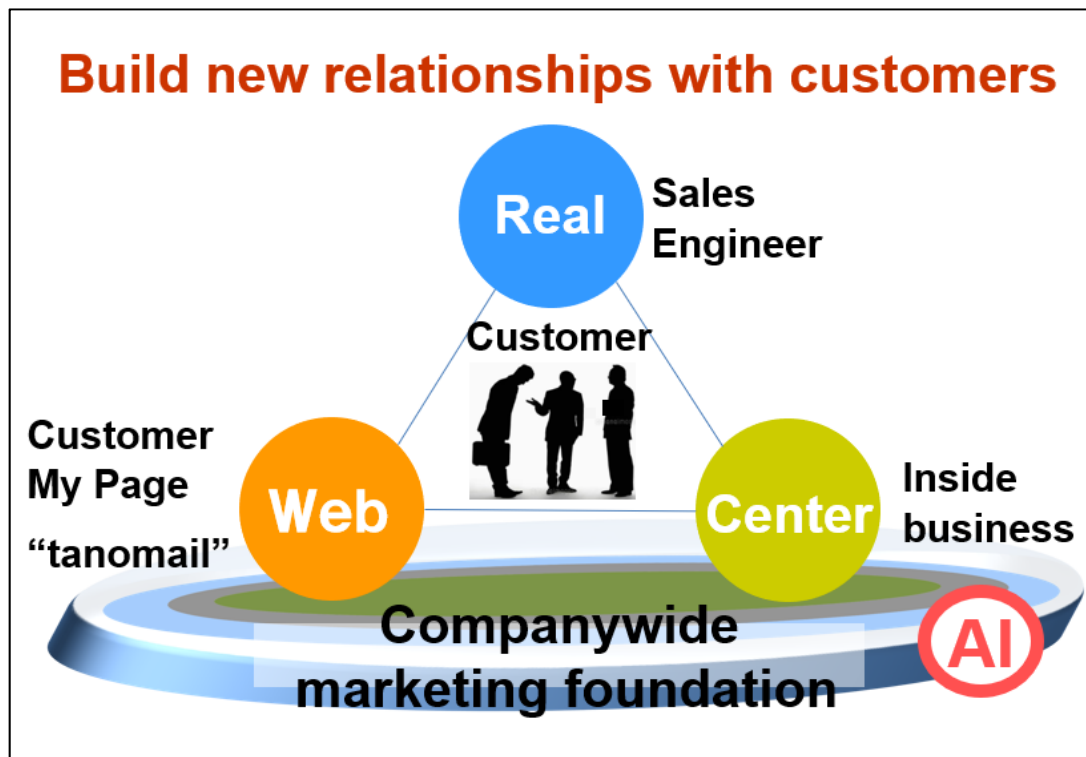 Build new relationships with customers
Real
Sales
Engineer
Customer
Customer
My Page
“tanomail”
Web
Center
Inside
business
Companywide
marketing foundation
AI